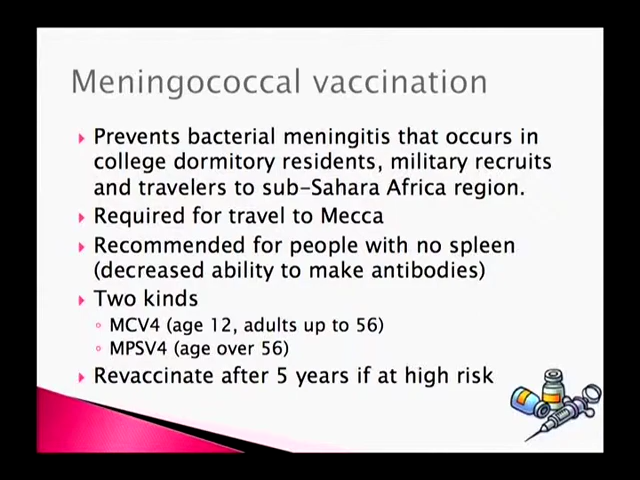 Meningococcal vaccination
Prevents bacterial meningitis that occurs in
college dormitory residents, military recruits
and travelers to sub-Sahara Africa region.
Required for travel to Mecca
Recommended for people with no spleen
(decreased ability to make antibodies)
Two kinds
MCV4 (age 12, adults up to 56)
MPSV4 (age over 56)
Revaccinate after 5 years if at high risk